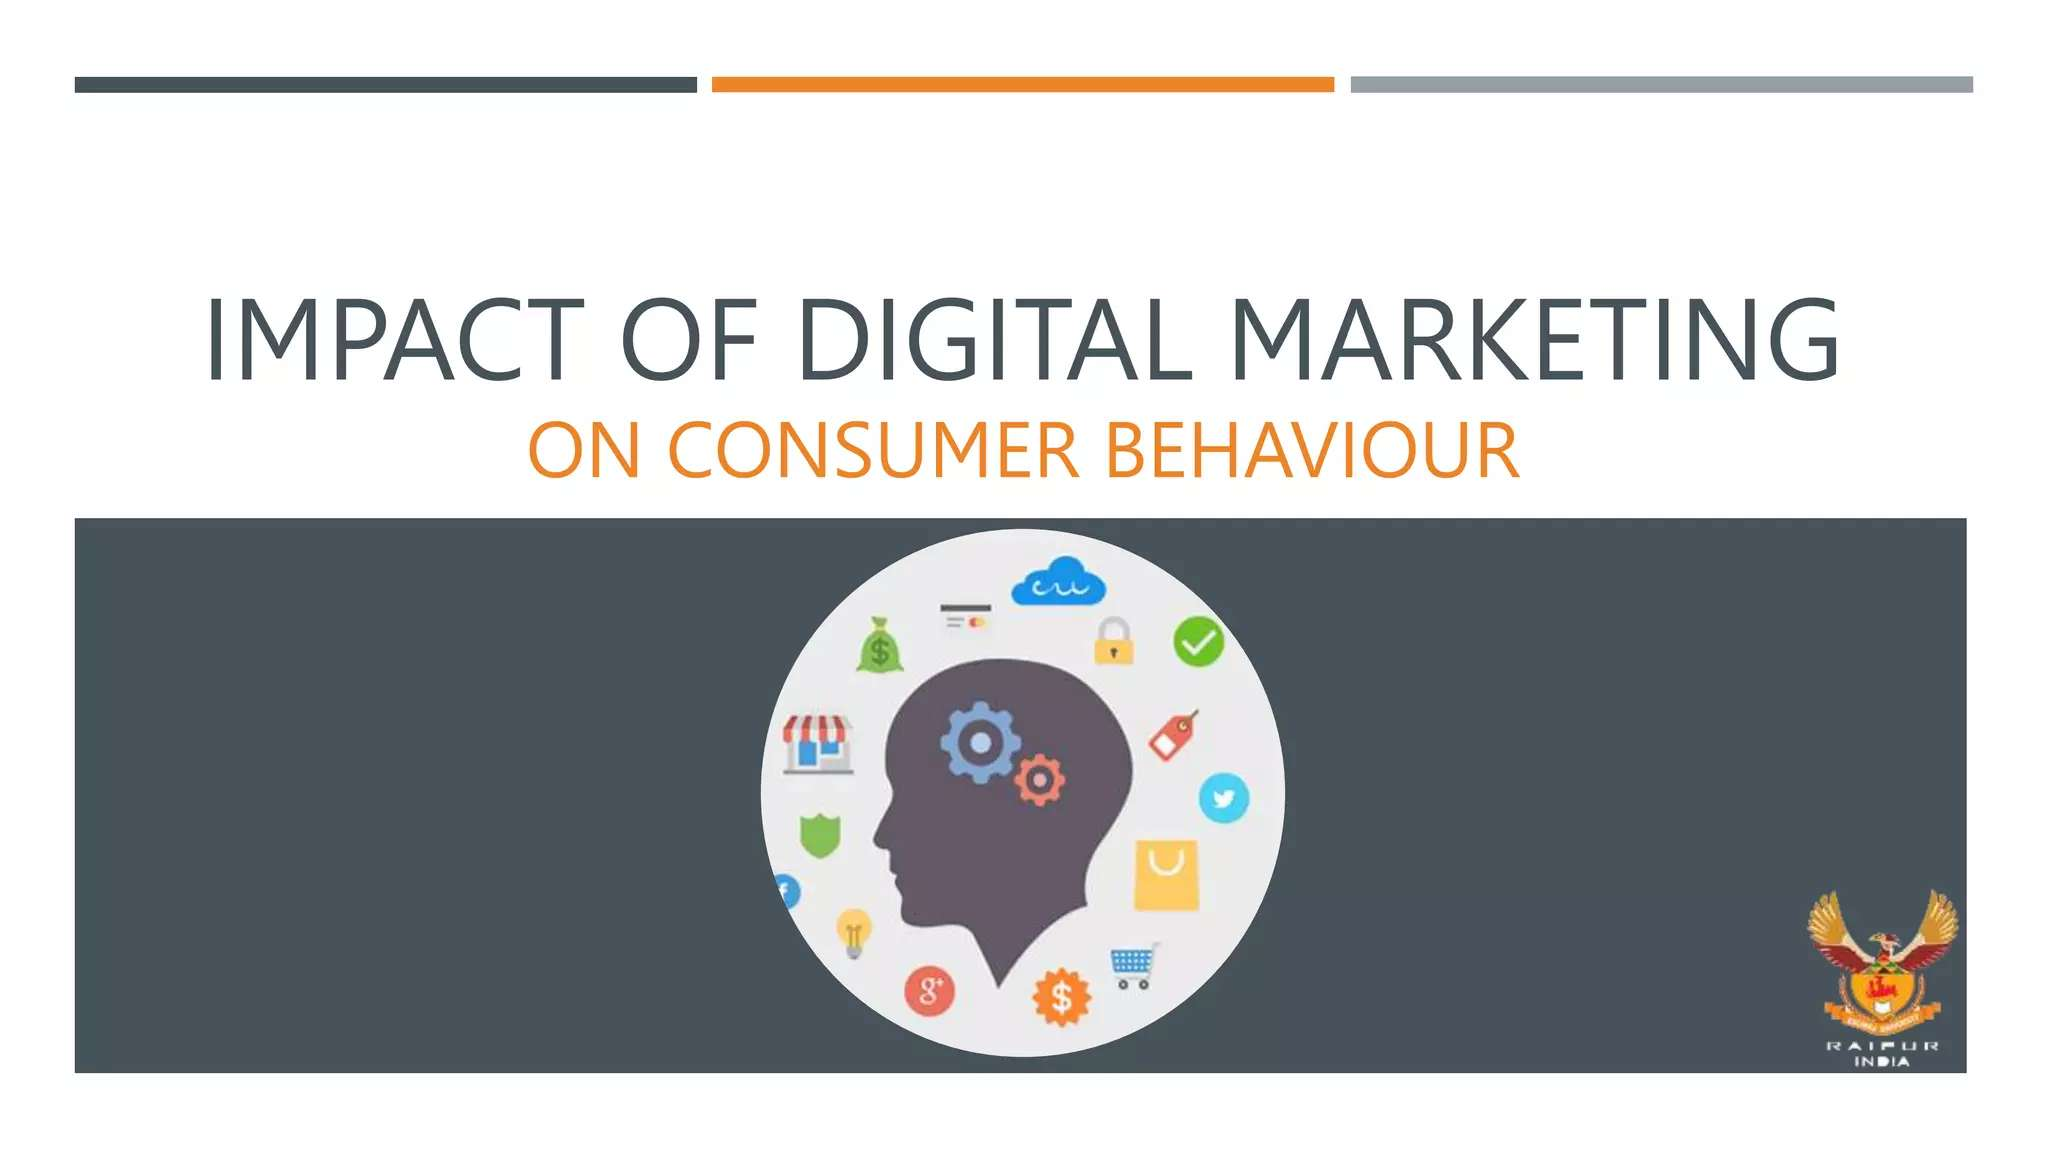 IMPACT OF DIGITAL MARKETING
ON CONSUMER BEHAVIOUR
$
f
g+
$
RAIPUR
INDIA